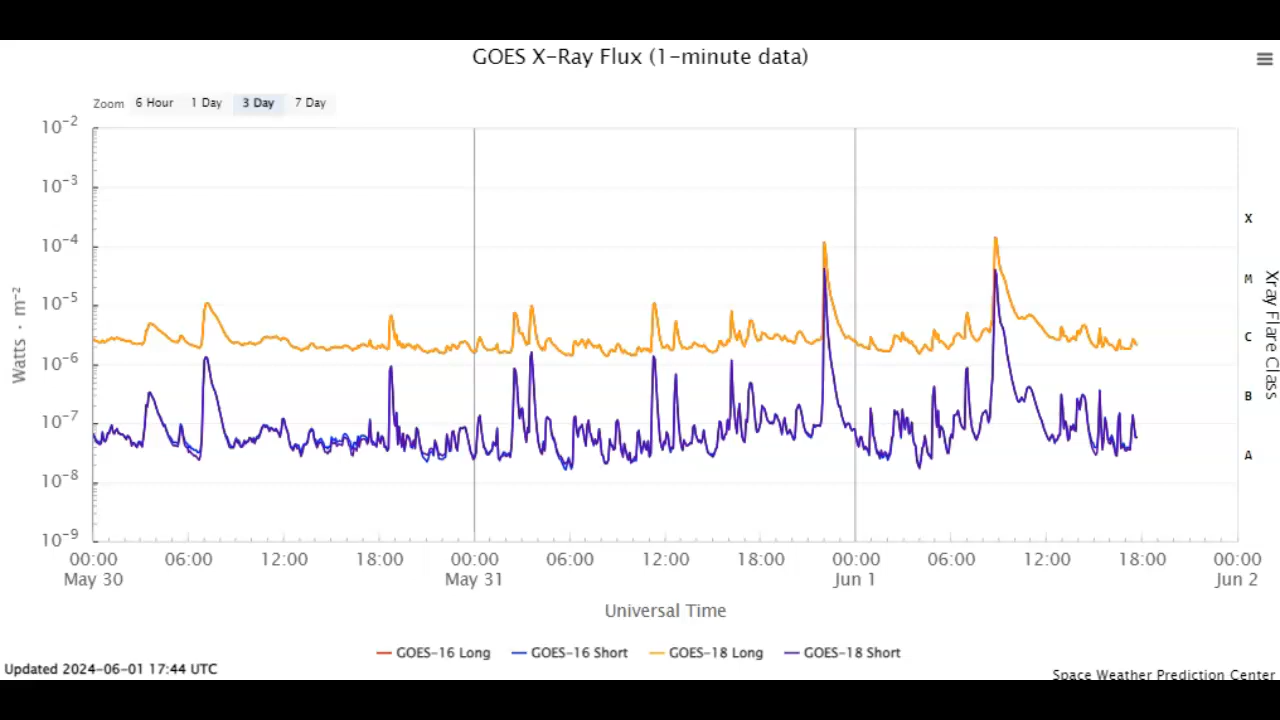 GOES X-Ray Flux (1-minute data)
Zoom 6 Hour 1 Day 3 Day 7 Day
10⁻²
10⁻³
10⁻⁴
10⁻⁵
10⁻⁶
10⁻⁷
10⁻⁸
10⁻⁹
Watts · m⁻²
X
M
C
B
A
Xray Flare Class
00:00 06:00 12:00 18:00 00:00 06:00 12:00 18:00 00:00 06:00 12:00 18:00 00:00
May 30 May 31 Jun 1 Jun 2
Universal Time
GOES-16 Long GOES-16 Short GOES-18 Long GOES-18 Short
Updated 2024-06-01 17:44 UTC
Space Weather Prediction Center